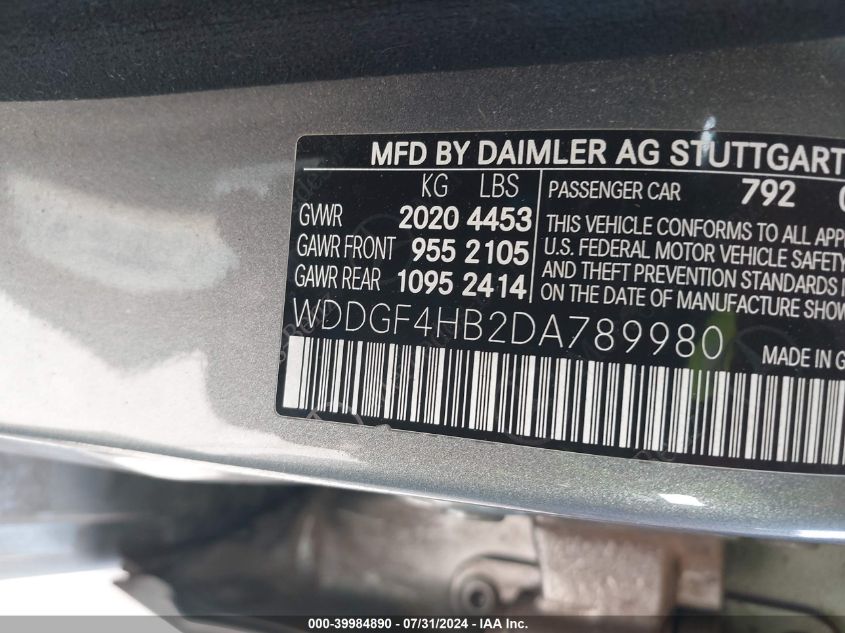 MFD BY DAIMLER AG STUTTGART
KG LBS
GVWR 2020 4453
GAWR FRONT 955 2105
GAWR REAR 1095 2414
PASSENGER CAR 792
THIS VEHICLE CONFORMS TO ALL APP
U.S. FEDERAL MOTOR VEHICLE SAFETY
AND THEFT PREVENTION STANDARDS
ON THE DATE OF MANUFACTURE SHOW
WDDGF4HB2DA789980
MADE IN G
000-39984890 - 07/31/2024 - IAA Inc.